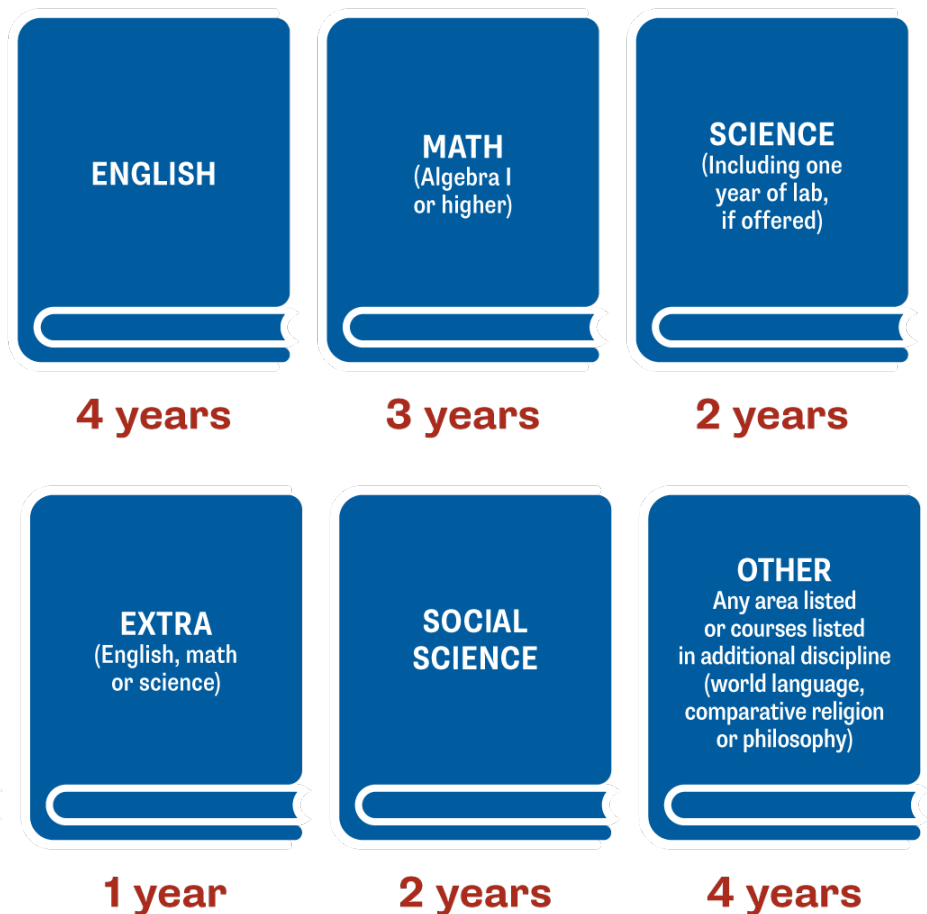 ENGLISH
4 years
MATH
(Algebra I
or higher)
3 years
SCIENCE
(Including one
year of lab,
if offered)
2 years
EXTRA
(English, math
or science)
1 year
SOCIAL
SCIENCE
2 years
OTHER
Any area listed
or courses listed
in additional discipline
(world language,
comparative religion
or philosophy)
4 years